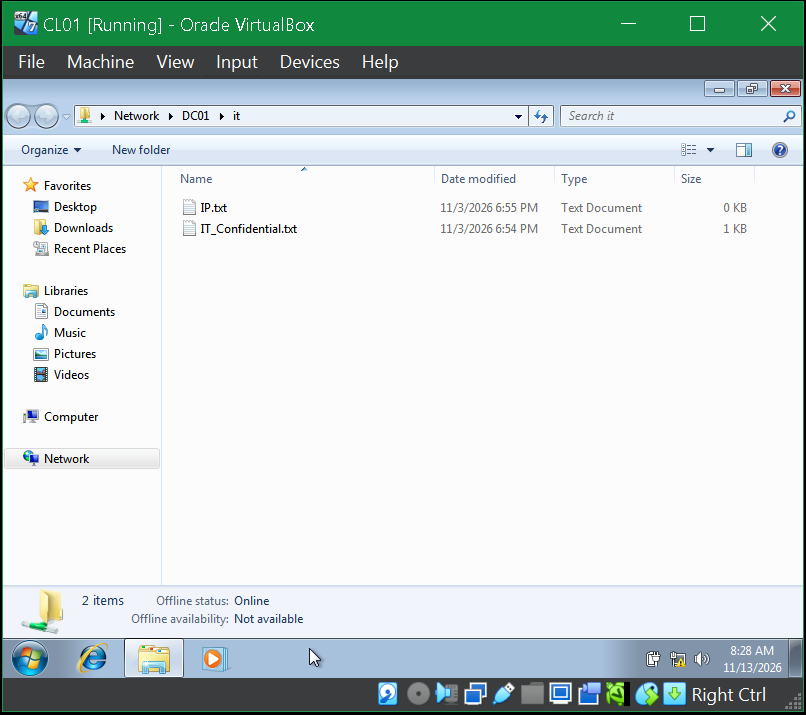 CL01 [Running] - Oracle VirtualBox
File Machine View Input Devices Help
Network DC01 it
Search it
Organize New folder
Name Date modified Type Size
Favorites
Desktop
Downloads
Recent Places
Libraries
Documents
Music
Pictures
Videos
Computer
Network
IP.txt 11/3/2026 6:55 PM Text Document 0 KB
IT_Confidential.txt 11/3/2026 6:54 PM Text Document 1 KB
2 items Offline status: Online
Offline availability: Not available
8:28 AM
11/13/2026
Right Ctrl